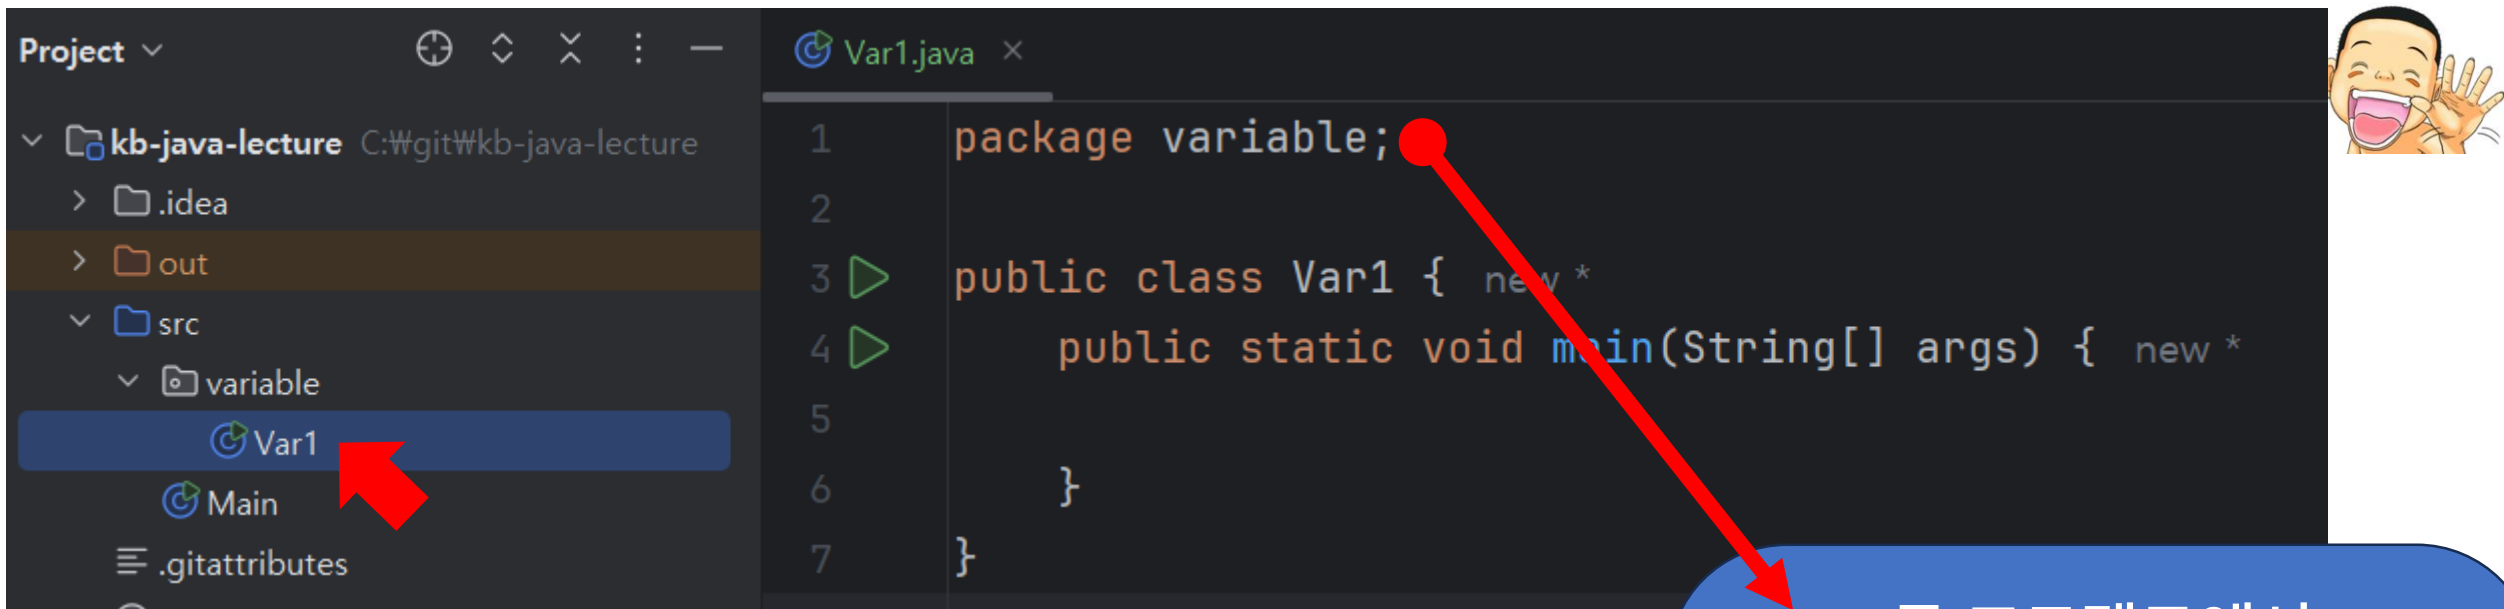 Project
kb-java-lecture C:₩git₩kb-java-lecture
.idea
out
src
variable
Var1
Main
.gitattributes
Var1.java
1 package variable;
2
3 public class Var1 { new *
4 public static void main(String[] args) { new *
5
6 }
7 }